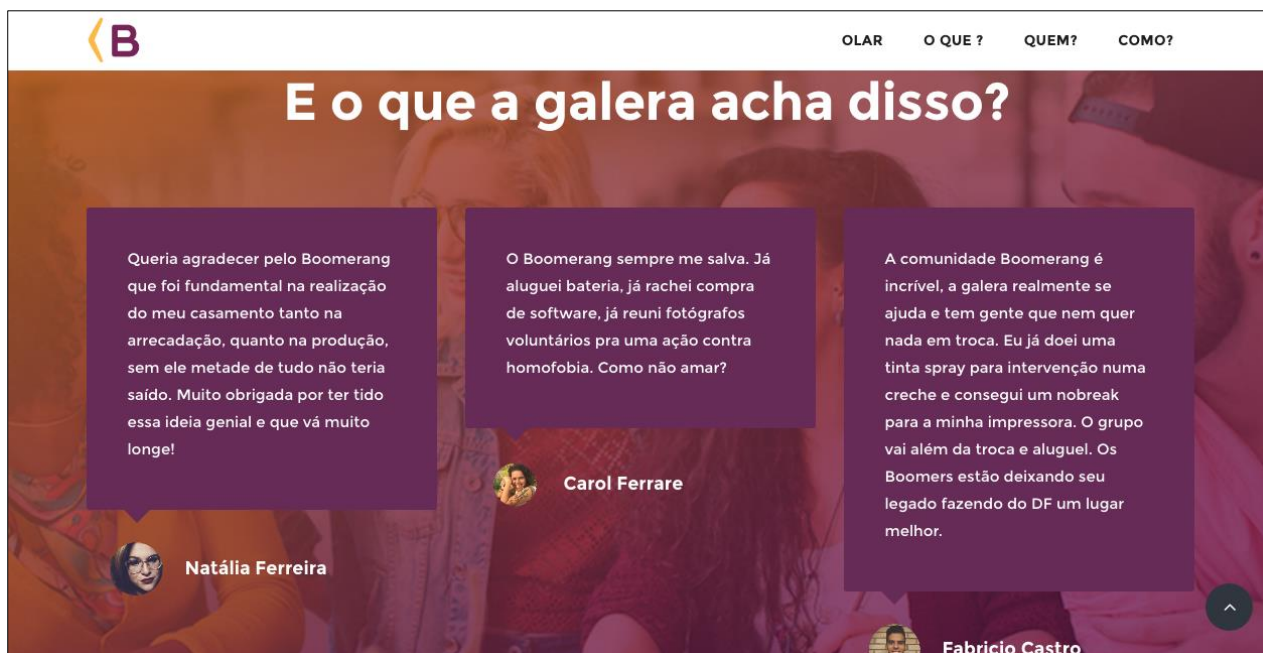 B
OLAR
O QUE ?
QUEM?
COMO?
E o que a galera acha disso?
Queria agradecer pelo Boomerang
que foi fundamental na realização
do meu casamento tanto na
arrecadação, quanto na produção,
sem ele metade de tudo não teria
saído. Muito obrigada por ter tido
essa ideia genial e que vá muito
longe!
Natália Ferreira
O Boomerang sempre me salva. Já
aluguei bateria, já rachei compra
de software, já reuni fotógrafos
voluntários pra uma ação contra
homofobia. Como não amar?
Carol Ferrare
A comunidade Boomerang é
incrível, a galera realmente se
ajuda e tem gente que nem quer
nada em troca. Eu já doei uma
tinta spray para intervenção numa
creche e consegui um nobreak
para a minha impressora. O grupo
vai além da troca e aluguel. Os
Boomers estão deixando seu
legado fazendo do DF um lugar
melhor.
Fabricio Castro